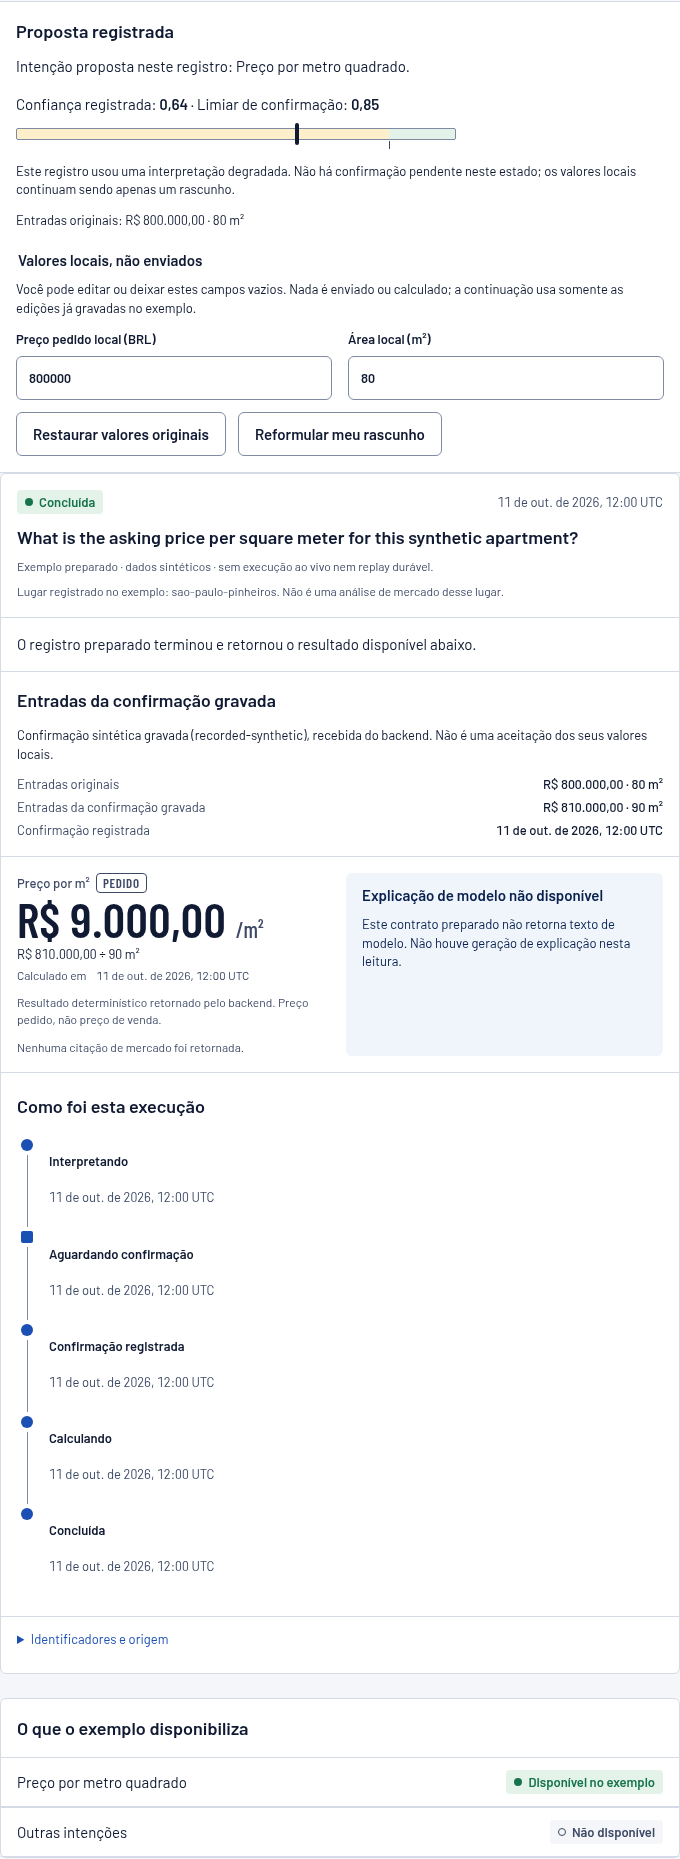 Proposta registrada
Intenção proposta neste registro: Preço por metro quadrado.
Confiança registrada: 0,64 · Limiar de confirmação: 0,85
Este registro usou uma interpretação degradada. Não há confirmação pendente neste estado; os valores locais
continuam sendo apenas um rascunho.
Entradas originais: R$ 800.000,00 · 80 m²
Valores locais, não enviados
Você pode editar ou deixar estes campos vazios. Nada é enviado ou calculado; a continuação usa somente as
edições já gravadas no exemplo.
Preço pedido local (BRL) Área local (m²)
800000 80
Restaurar valores originais Reformular meu rascunho
Concluída 11 de out. de 2026, 12:00 UTC
What is the asking price per square meter for this synthetic apartment?
Exemplo preparado · dados sintéticos · sem execução ao vivo nem replay durável.
Lugar registrado no exemplo: sao-paulo-pinheiros. Não é uma análise de mercado desse lugar.
O registro preparado terminou e retornou o resultado disponível abaixo.
Entradas da confirmação gravada
Confirmação sintética gravada (recorded-synthetic), recebida do backend. Não é uma aceitação dos seus valores
locais.
Entradas originais R$ 800.000,00 · 80 m²
Entradas da confirmação gravada R$ 810.000,00 · 90 m²
Confirmação registrada 11 de out. de 2026, 12:00 UTC
Preço por m² PEDIDO
R$ 9.000,00 /m²
R$ 810.000,00 ÷ 90 m²
Calculado em 11 de out. de 2026, 12:00 UTC
Resultado determinístico retornado pelo backend. Preço
pedido, não preço de venda.
Nenhuma citação de mercado foi retornada.
Explicação de modelo não disponível
Este contrato preparado não retorna texto de
modelo. Não houve geração de explicação nesta
leitura.
Como foi esta execução
Interpretando
11 de out. de 2026, 12:00 UTC
Aguardando confirmação
11 de out. de 2026, 12:00 UTC
Confirmação registrada
11 de out. de 2026, 12:00 UTC
Calculando
11 de out. de 2026, 12:00 UTC
Concluída
11 de out. de 2026, 12:00 UTC
Identificadores e origem
O que o exemplo disponibiliza
Preço por metro quadrado Disponível no exemplo
Outras intenções Não disponível